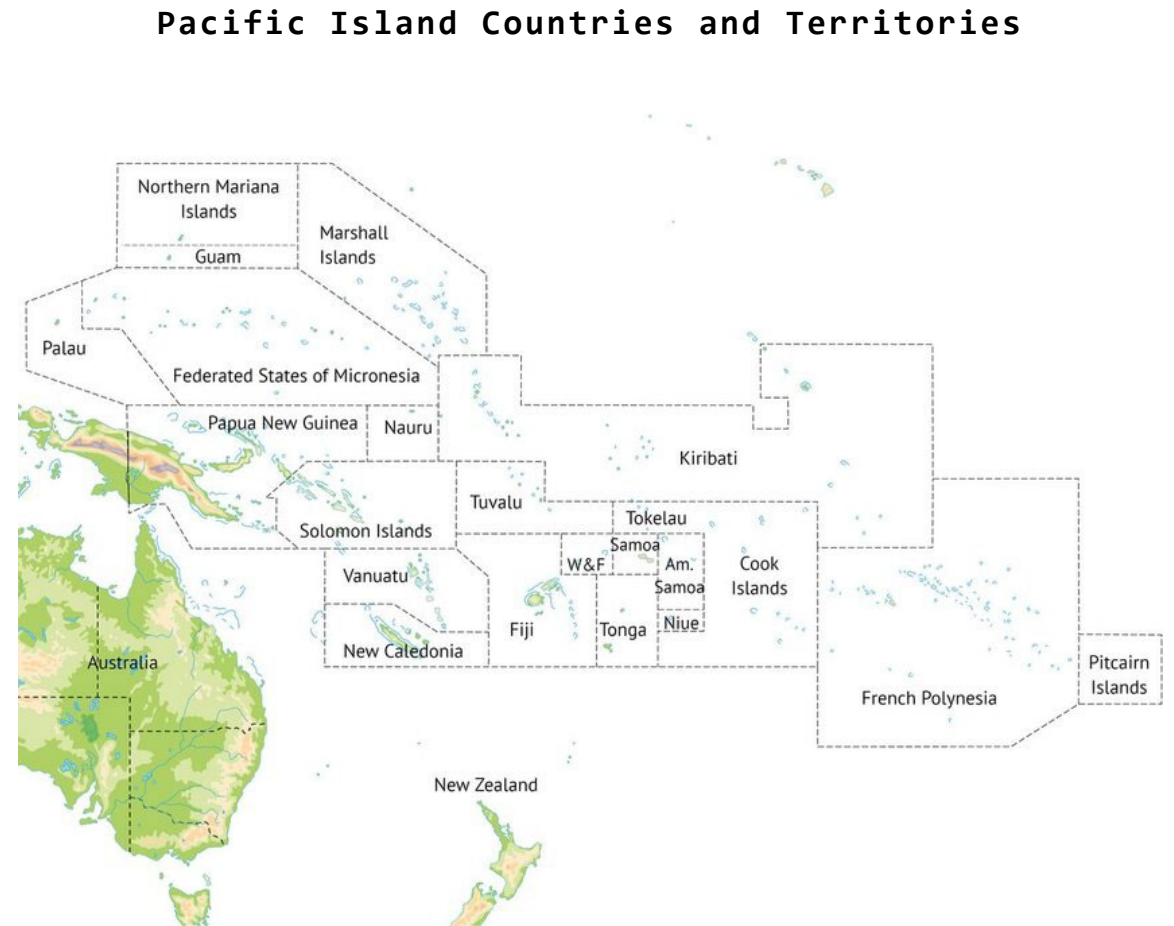 Pacific Island Countries and Territories
Northern Mariana
Islands
Guam
Marshall
Islands
Palau
Federated States of Micronesia
Papua New Guinea
Nauru
Kiribati
Tuvalu
Tokelau
Solomon Islands
Samoa
W&F
Am.
Samoa
Cook
Islands
Vanuatu
Fiji
Tonga
Niue
New Caledonia
Australia
French Polynesia
Pitcairn
Islands
New Zealand